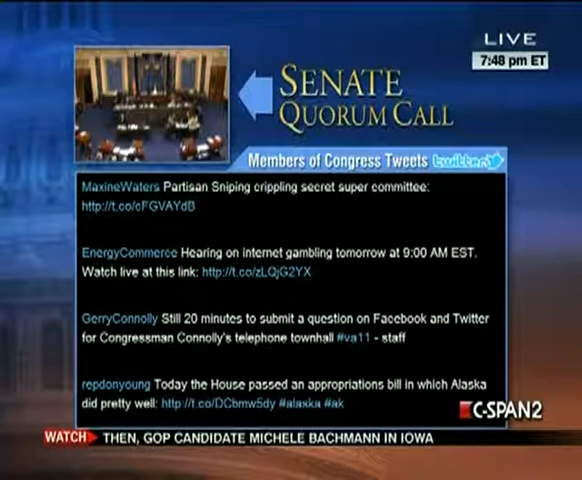 LIVE
7:48 pm ET
SENATE
QUORUM CALL
Members of Congress Tweets twitter
MaxineWaters Partisan Sniping crippling secret super committee:
http://t.co/cFGVAYdB
EnergyCommerce Hearing on internet gambling tomorrow at 9:00 AM EST.
Watch live at this link: http://t.co/zLQjG2YX
GerryConnolly Still 20 minutes to submit a question on Facebook and Twitter
for Congressman Connolly's telephone townhall #va11 - staff
repdonyoung Today the House passed an appropriations bill in which Alaska
did pretty well: http://t.co/DCbmw5dy #alaska #ak
C-SPAN2
WATCH THEN, GOP CANDIDATE MICHELE BACHMANN IN IOWA